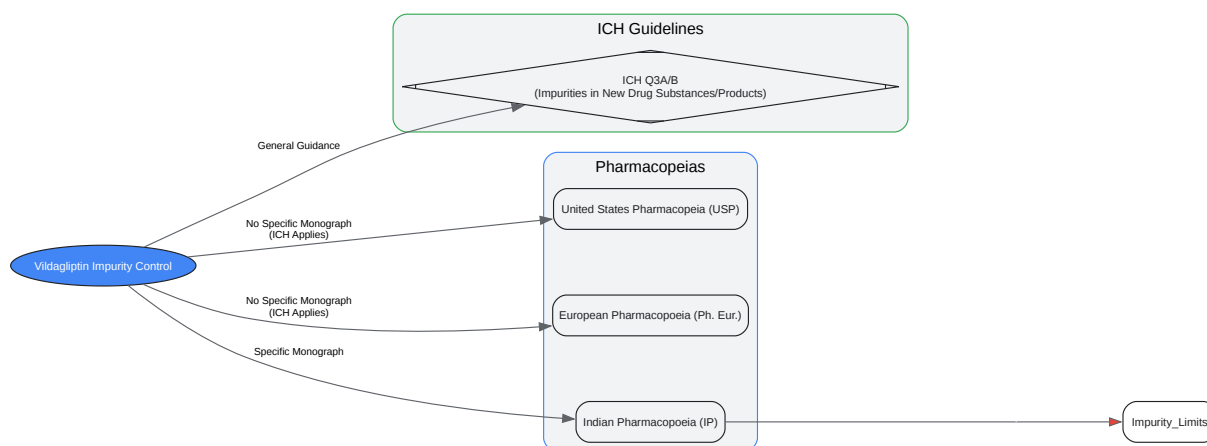 ICH Guidelines
ICH Q3A/B
(Impurities in New Drug Substances/Products)
General Guidance
Pharmacopeias
United States Pharmacopeia (USP)
No Specific Monograph
(ICH Applies)
Vildagliptin Impurity Control
No Specific Monograph
(ICH Applies)
European Pharmacopoeia (Ph. Eur.)
Specific Monograph
Indian Pharmacopoeia (IP)
Impurity_Limits